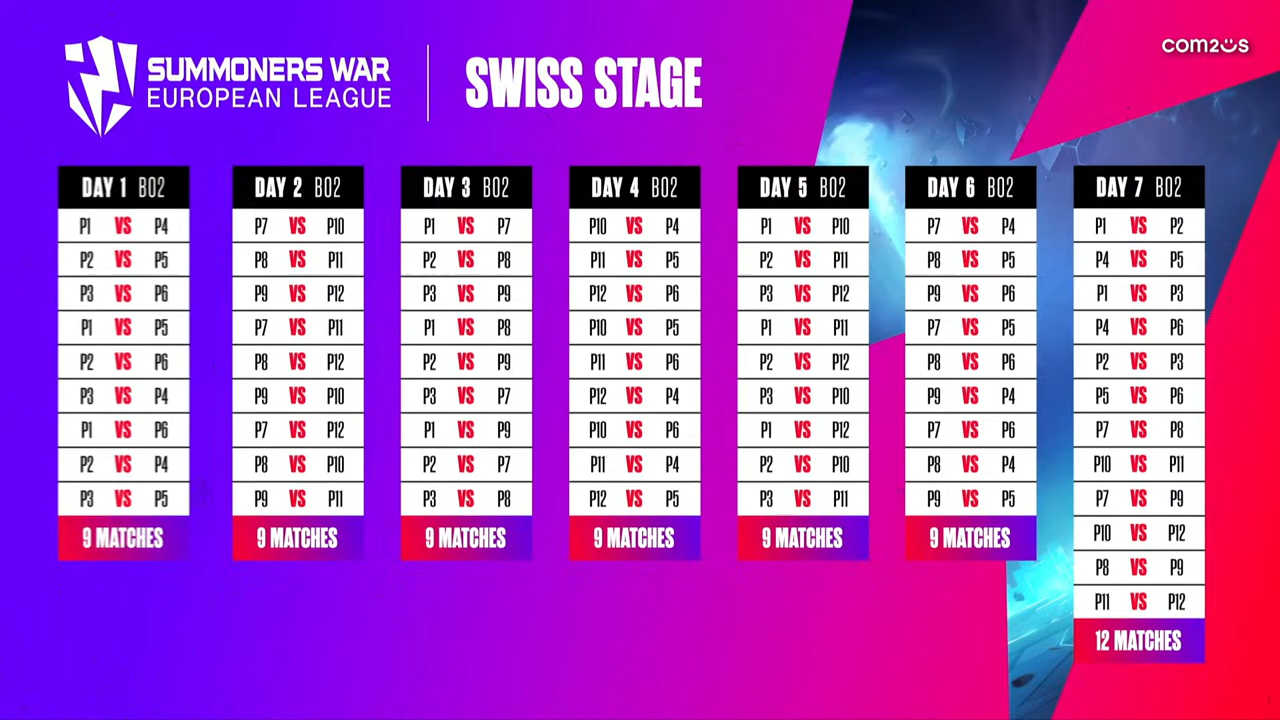 SUMMONERS WAR
EUROPEAN LEAGUE
SWISS STAGE
COM2US
DAY 1 BO2
P1 VS P4
P2 VS P5
P3 VS P6
P1 VS P5
P2 VS P6
P3 VS P4
P1 VS P6
P2 VS P4
P3 VS P5
9 MATCHES
DAY 2 BO2
P7 VS P10
P8 VS P11
P9 VS P12
P7 VS P11
P8 VS P12
P9 VS P10
P7 VS P12
P8 VS P10
P9 VS P11
9 MATCHES
DAY 3 BO2
P1 VS P7
P2 VS P8
P3 VS P9
P1 VS P8
P2 VS P9
P3 VS P7
P1 VS P9
P2 VS P7
P3 VS P8
9 MATCHES
DAY 4 BO2
P10 VS P4
P11 VS P5
P12 VS P6
P10 VS P5
P11 VS P6
P12 VS P4
P10 VS P6
P11 VS P4
P12 VS P5
9 MATCHES
DAY 5 BO2
P1 VS P10
P2 VS P11
P3 VS P12
P1 VS P11
P2 VS P12
P3 VS P10
P1 VS P12
P2 VS P10
P3 VS P11
9 MATCHES
DAY 6 BO2
P7 VS P4
P8 VS P5
P9 VS P6
P7 VS P5
P8 VS P6
P9 VS P4
P7 VS P6
P8 VS P4
P9 VS P5
9 MATCHES
DAY 7 BO2
P1 VS P2
P4 VS P5
P1 VS P3
P4 VS P6
P2 VS P3
P5 VS P6
P7 VS P8
P10 VS P11
P7 VS P9
P10 VS P12
P8 VS P9
P11 VS P12
12 MATCHES